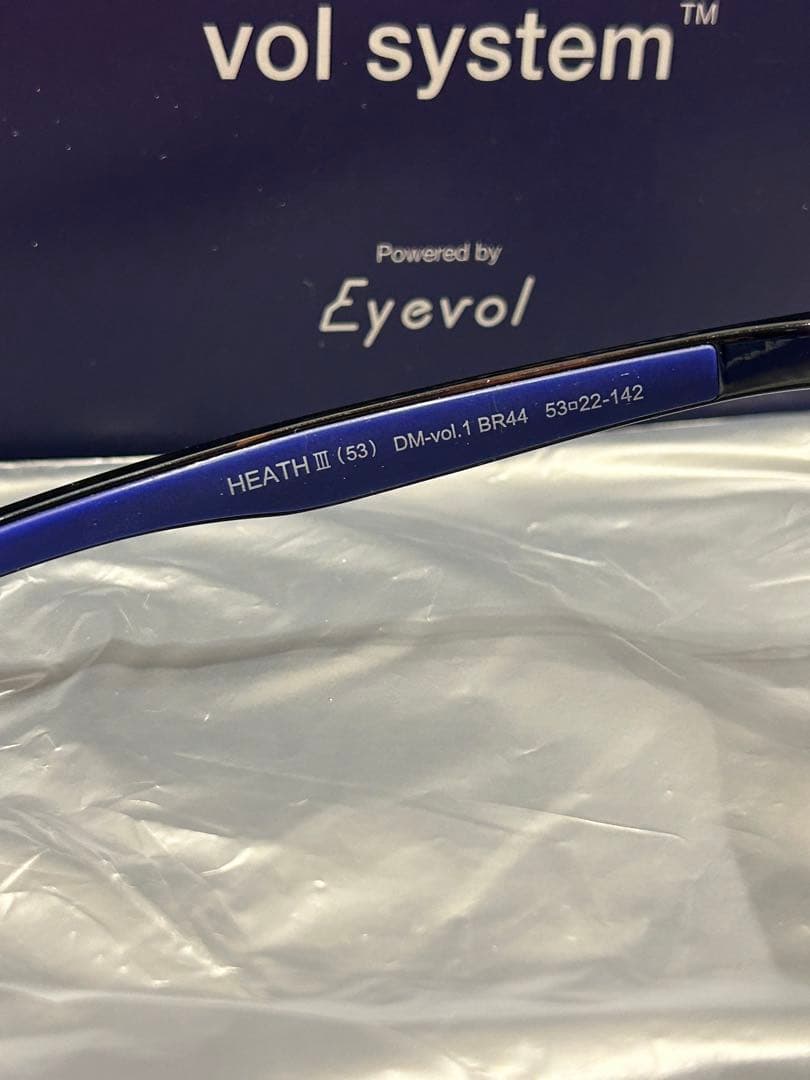 vol system™
Powered by
Eyevol
HEATH Ⅲ (53) DM-vol.1 BR44 53□22-142